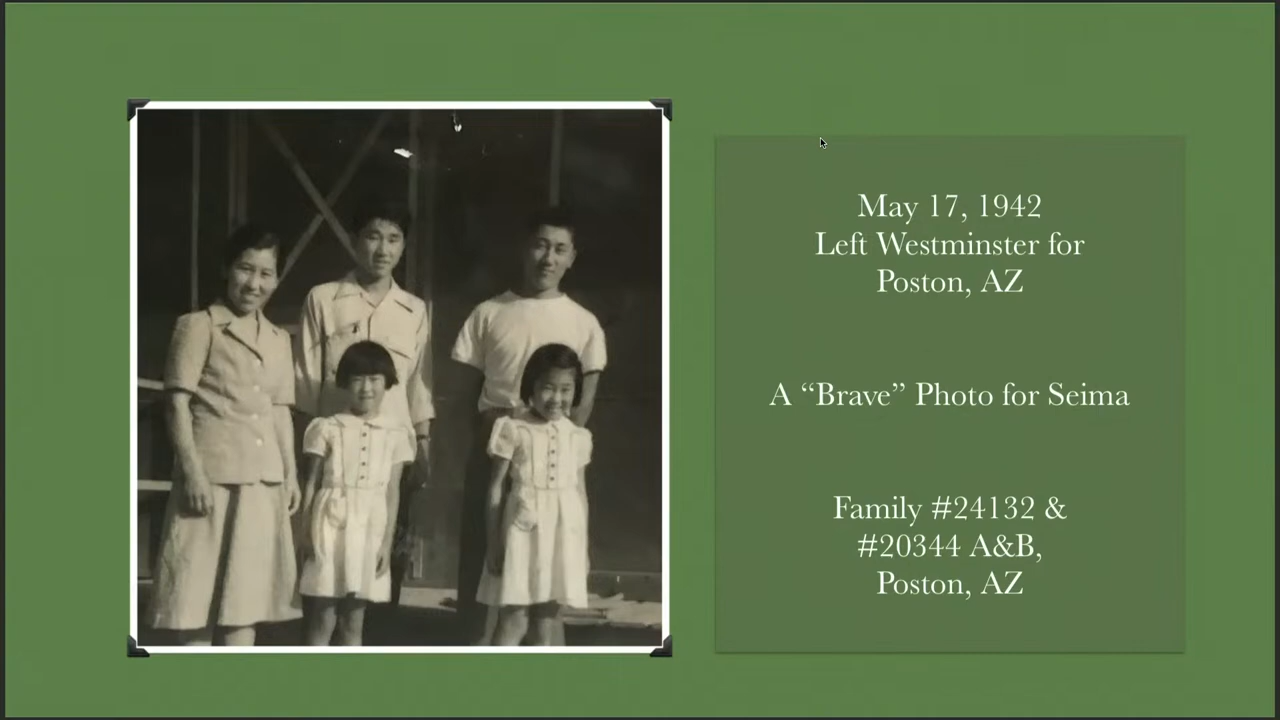 May 17, 1942
Left Westminster for
Poston, AZ
A “Brave” Photo for Seima
Family #24132 &
#20344 A&B,
Poston, AZ